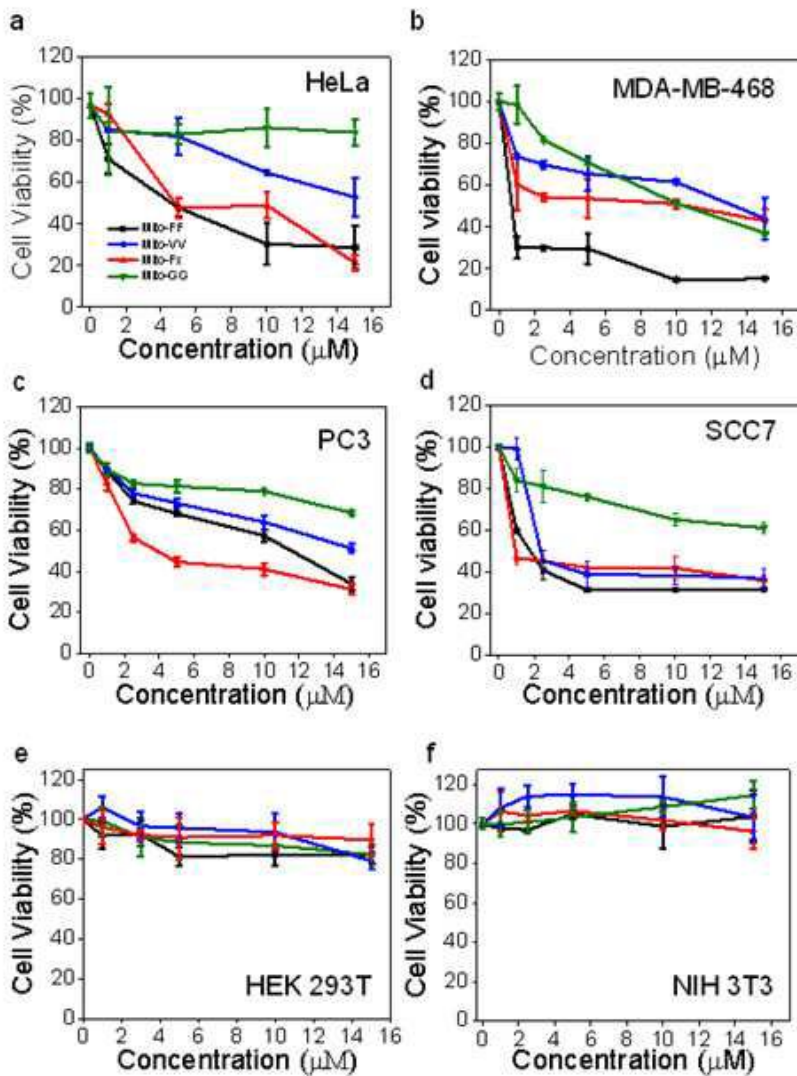 a
HeLa
Cell Viability (%)
120
100
80
60
40
20
0
Mito-FF
Mito-VV
Mito-Fx
Mito-GG
0 2 4 6 8 10 12 14 16
Concentration (μM)
b
MDA-MB-468
Cell viability (%)
120
100
80
60
40
20
0
0 2 4 6 8 10 12 14 16
Concentration (μM)
c
PC3
Cell Viability (%)
120
100
80
60
40
20
0
0 2 4 6 8 10 12 14 16
Concentration (μM)
d
SCC7
Cell viability (%)
120
100
80
60
40
20
0
0 2 4 6 8 10 12 14 16
Concentration (μM)
e
HEK 293T
Cell Viability (%)
120
100
80
60
40
20
0
0 2 4 6 8 10 12 14 16
Concentration (μM)
f
NIH 3T3
Cell Viability (%)
120
100
80
60
40
20
0
0 2 4 6 8 10 12 14 16
Concentration (μM)